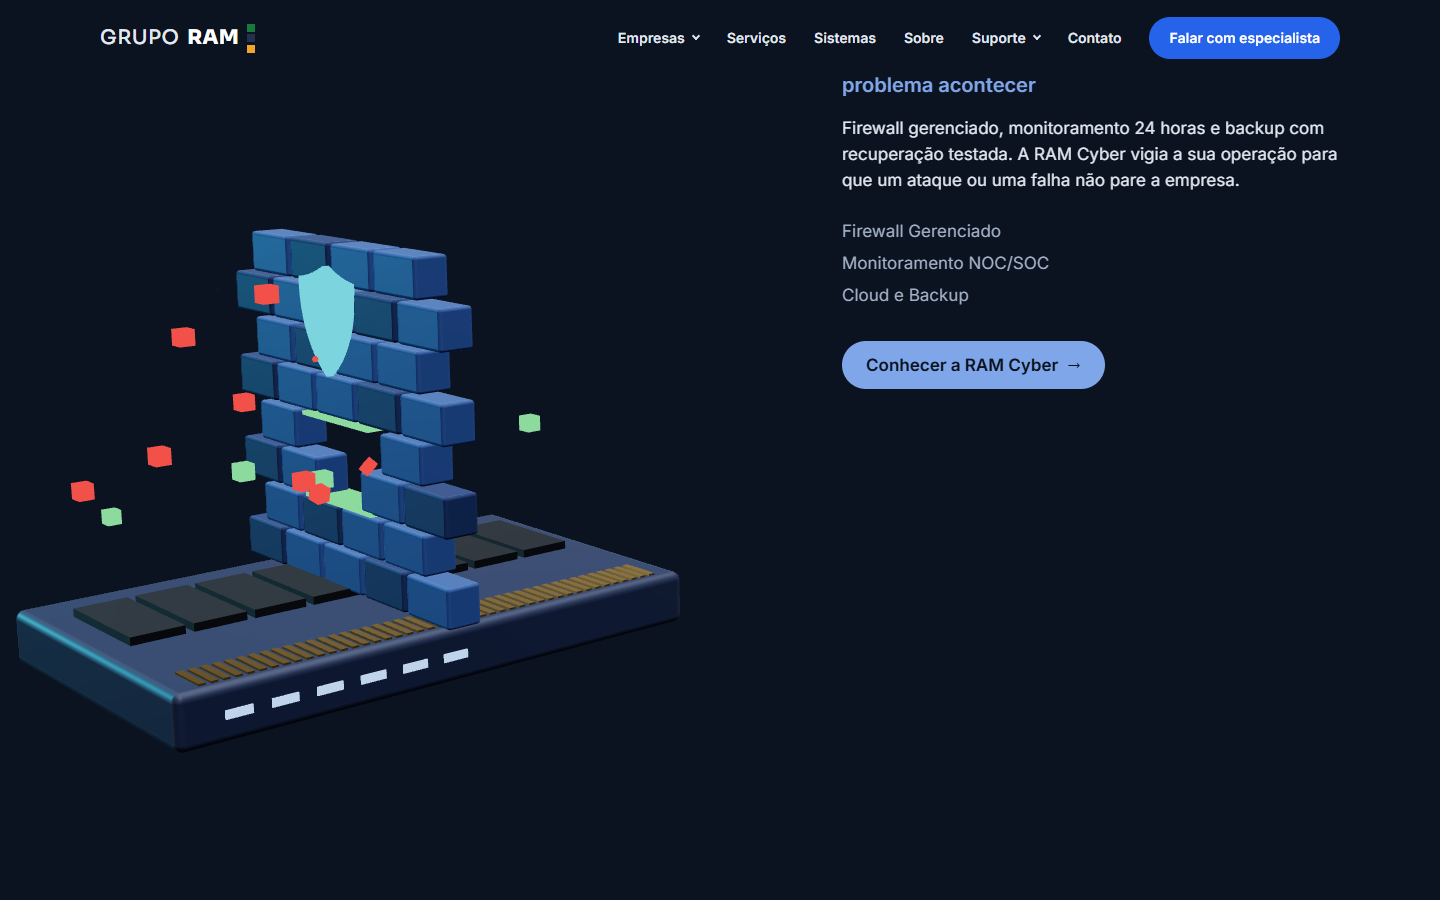 GRUPO RAM
Empresas
Serviços
Sistemas
Sobre
Suporte
Contato
Falar com especialista
problema acontecer
Firewall gerenciado, monitoramento 24 horas e backup com
recuperação testada. A RAM Cyber vigia a sua operação para
que um ataque ou uma falha não pare a empresa.
Firewall Gerenciado
Monitoramento NOC/SOC
Cloud e Backup
Conhecer a RAM Cyber →